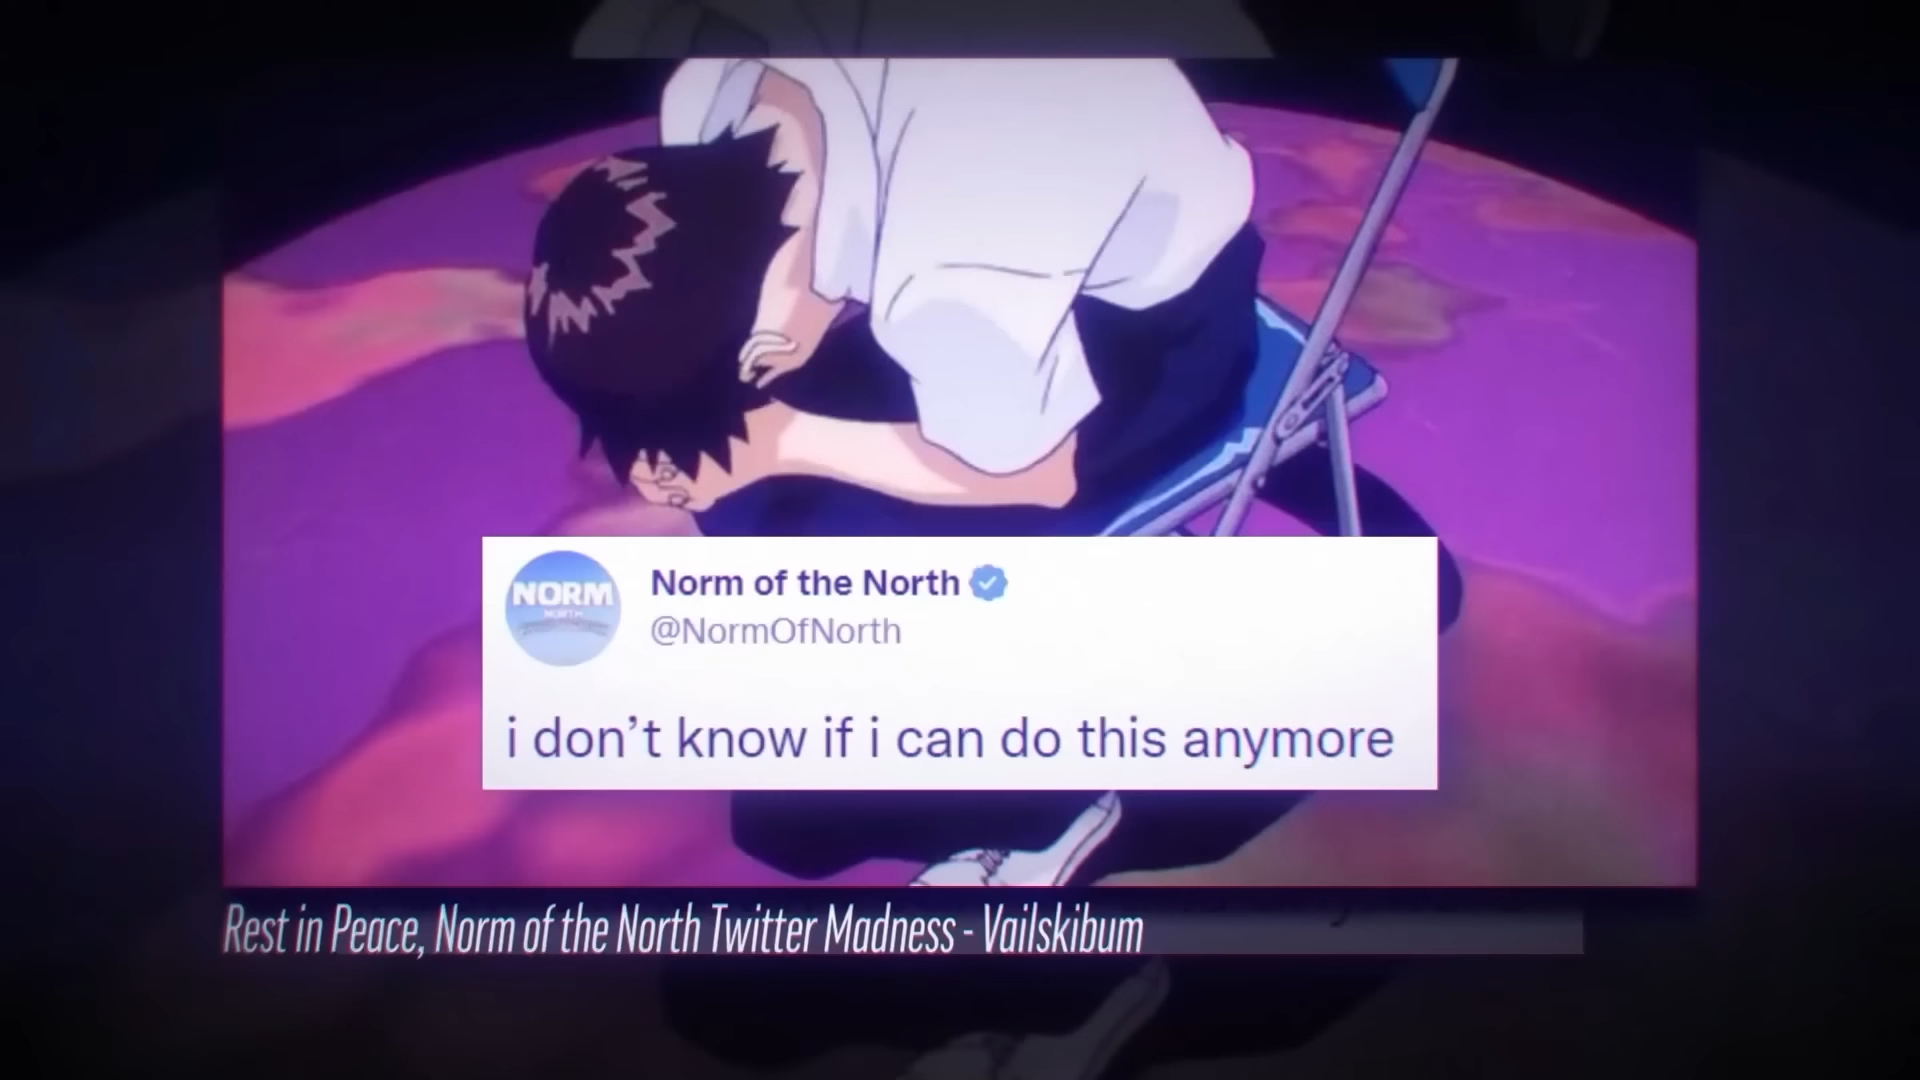 NORM
NORTH
Norm of the North
@NormOfNorth
i don’t know if i can do this anymore
Rest in Peace, Norm of the North Twitter Madness - Vailskibum